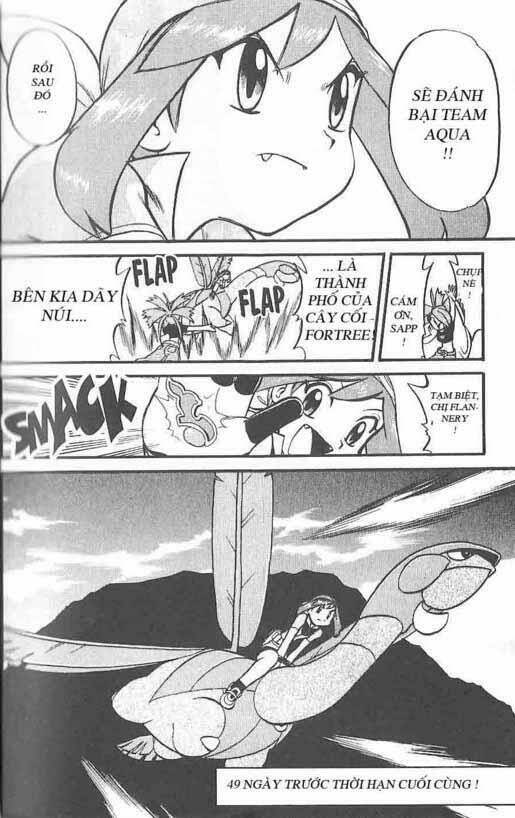 RỒI
SAU
ĐÓ
...
SẼ ĐÁNH
BẠI TEAM
AQUA
!!
BÊN KIA DÃY
NÚI....
FLAP
FLAP
... LÀ
THÀNH
PHỐ CỦA
CÂY CỐI -
FORTREE!
CÁM
ƠN,
SAPP
!
CHỤP
NÈ
!
SMACK
TẠM BIỆT,
CHỊ FLAN-
NERY
!
49 NGÀY TRƯỚC THỜI HẠN CUỐI CÙNG !